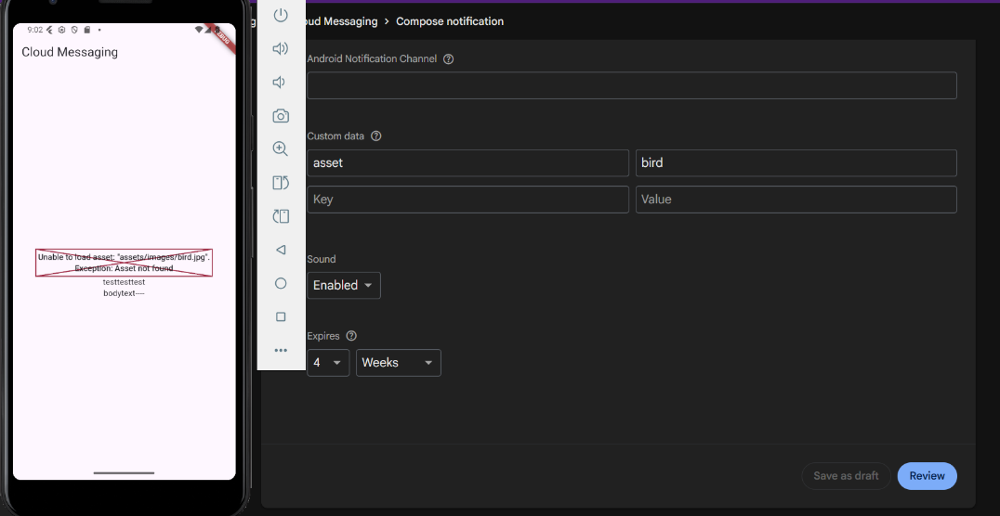 9:02
DEBUG
Cloud Messaging
Unable to load asset: "assets/images/bird.jpg".
Exception: Asset not found
testtesttest
bodytext----
oud Messaging > Compose notification
Android Notification Channel
Custom data
asset bird
Key Value
Sound
Enabled
Expires
4 Weeks
Save as draft Review